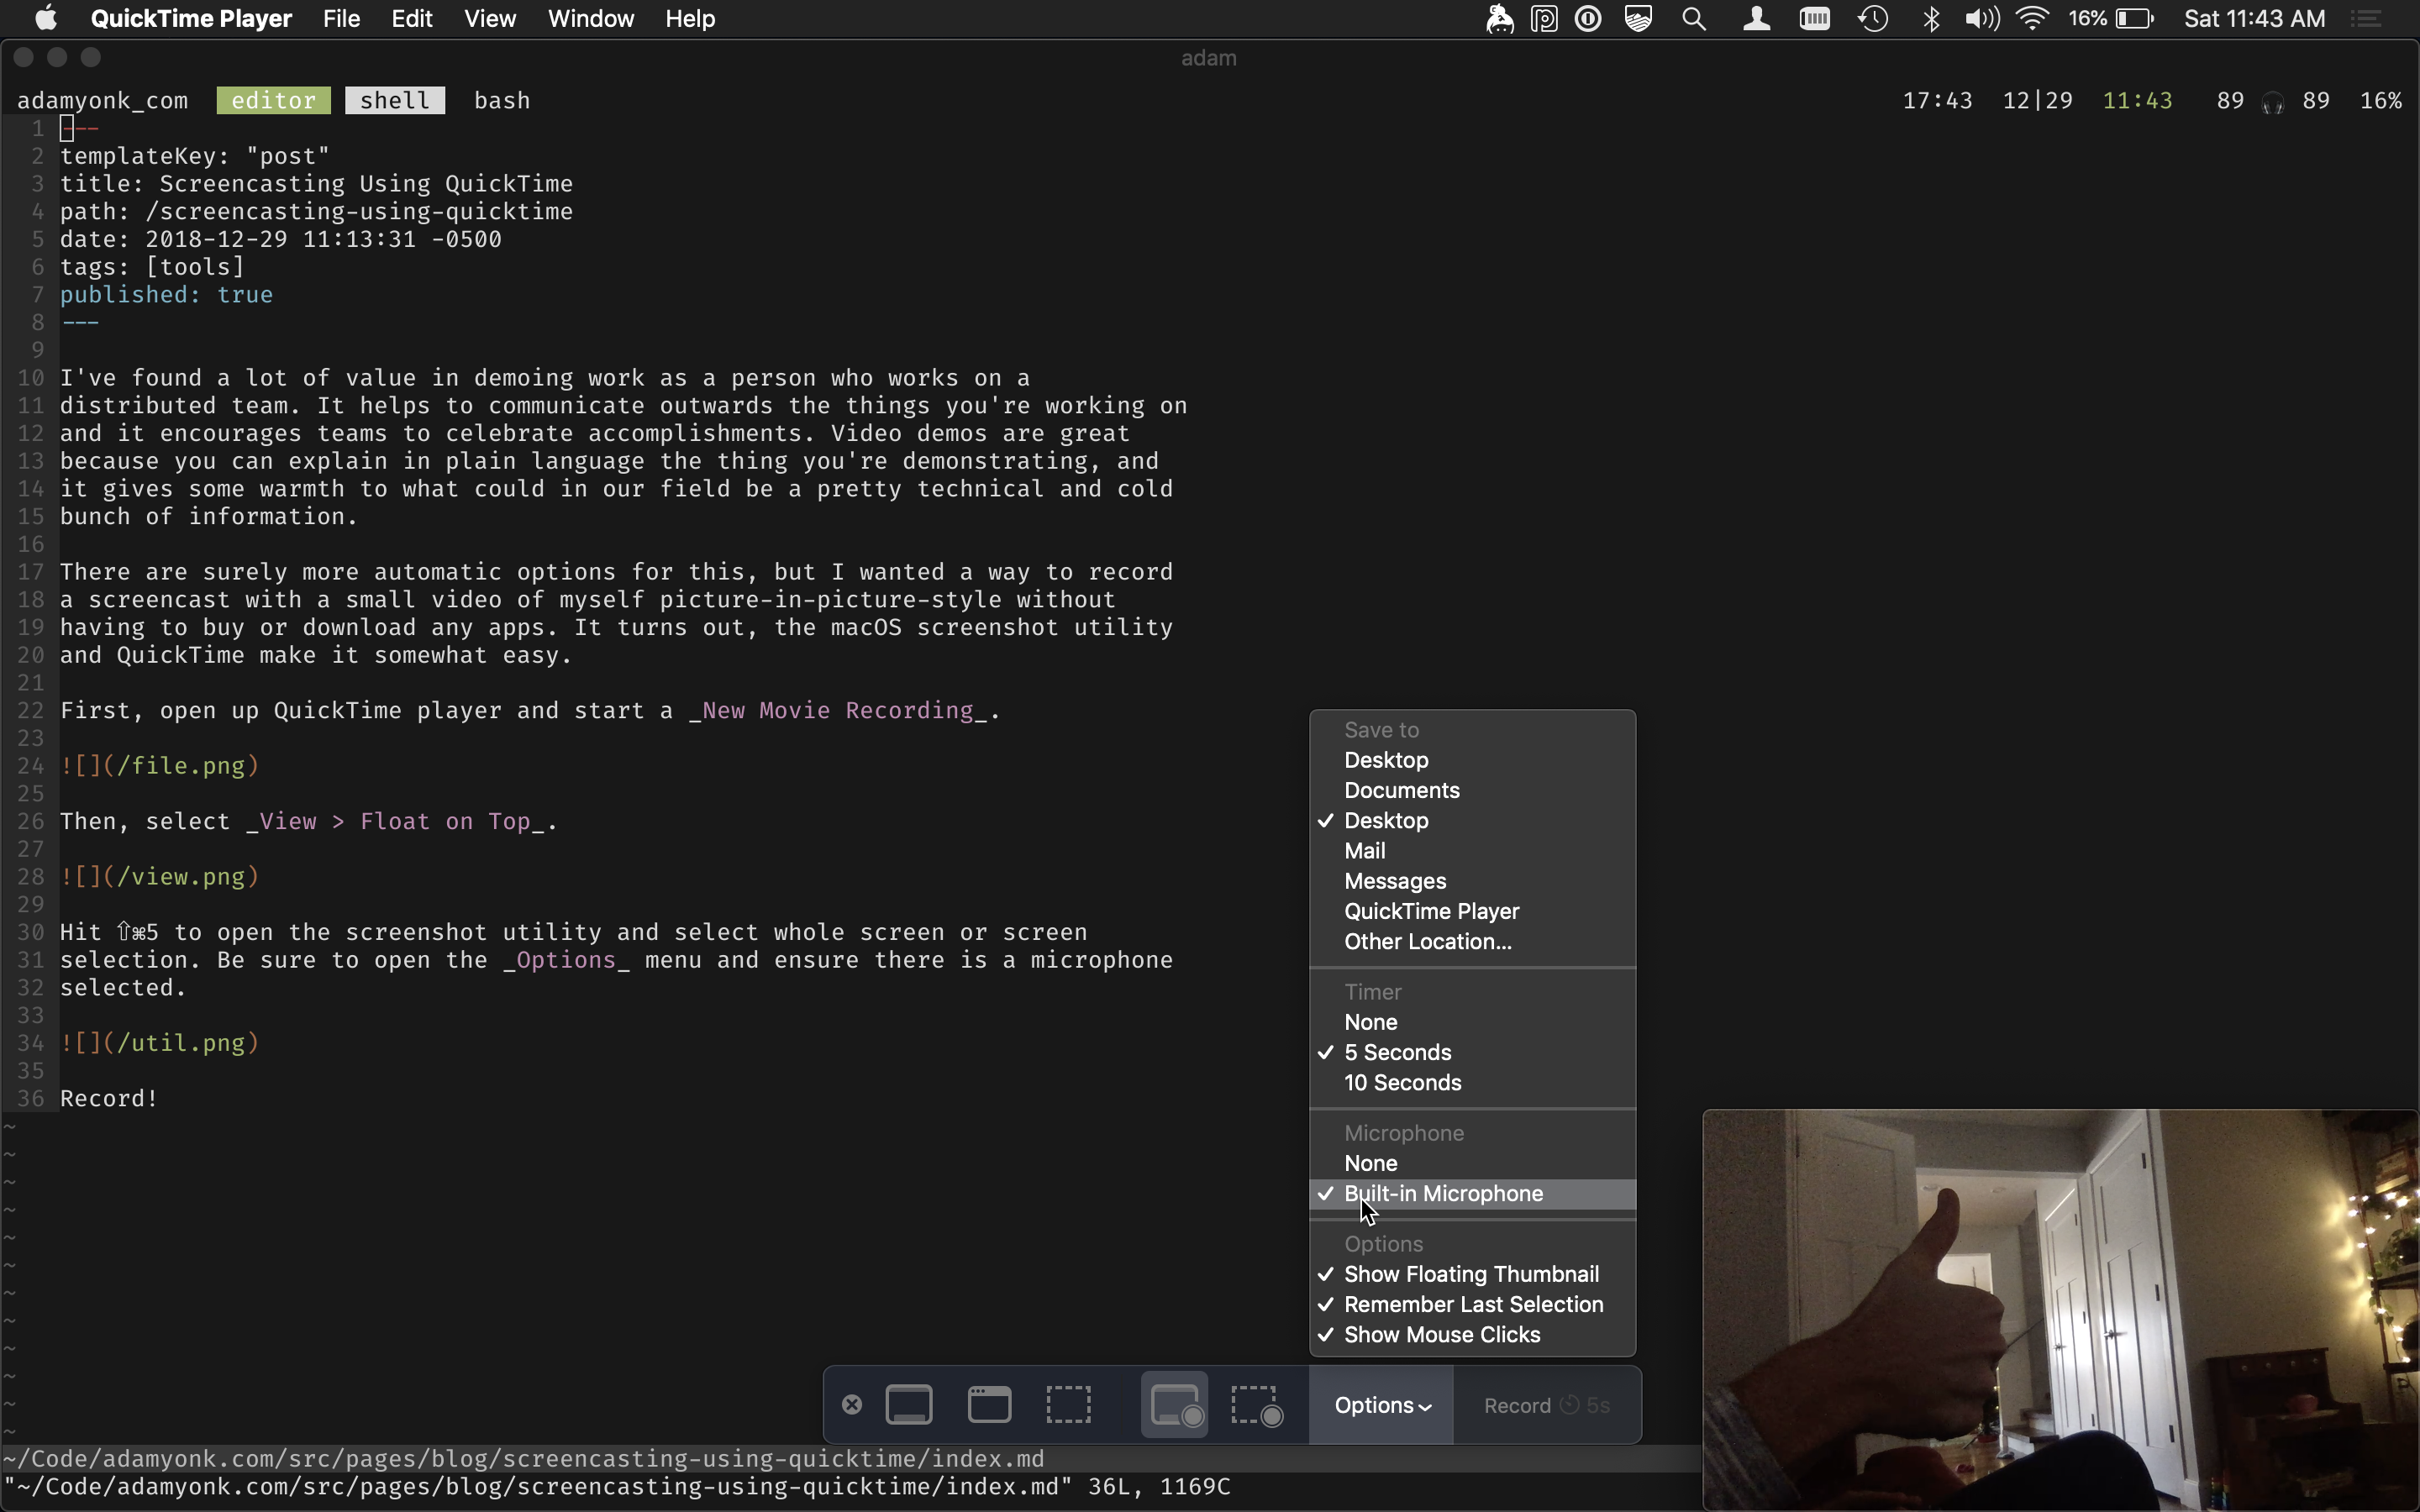 QuickTime Player File Edit View Window Help 16% Sat 11:43 AM
adam
adamyonk_com editor shell bash 17:43 12|29 11:43 89 89 16%
1 ---
2 templateKey: "post"
3 title: Screencasting Using QuickTime
4 path: /screencasting-using-quicktime
5 date: 2018-12-29 11:13:31 -0500
6 tags: [tools]
7 published: true
8 ---
9
10 I've found a lot of value in demoing work as a person who works on a
11 distributed team. It helps to communicate outwards the things you're working on
12 and it encourages teams to celebrate accomplishments. Video demos are great
13 because you can explain in plain language the thing you're demonstrating, and
14 it gives some warmth to what could in our field be a pretty technical and cold
15 bunch of information.
16
17 There are surely more automatic options for this, but I wanted a way to record
18 a screencast with a small video of myself picture-in-picture-style without
19 having to buy or download any apps. It turns out, the macOS screenshot utility
20 and QuickTime make it somewhat easy.
21
22 First, open up QuickTime player and start a _New Movie Recording_.
23
24 ![](/file.png)
25
26 Then, select _View > Float on Top_.
27
28 ![](/view.png)
29
30 Hit ⇧⌘5 to open the screenshot utility and select whole screen or screen
31 selection. Be sure to open the _Options_ menu and ensure there is a microphone
32 selected.
33
34 ![](/util.png)
35
36 Record!
~
~
~
~
~
~
~
~
~
~
~
~
Save to
Desktop
Documents
✓ Desktop
Mail
Messages
QuickTime Player
Other Location...
Timer
None
✓ 5 Seconds
10 Seconds
Microphone
None
✓ Built-in Microphone
Options
✓ Show Floating Thumbnail
✓ Remember Last Selection
✓ Show Mouse Clicks
Options Record 5s
~/Code/adamyonk.com/src/pages/blog/screencasting-using-quicktime/index.md
"~/Code/adamyonk.com/src/pages/blog/screencasting-using-quicktime/index.md" 36L, 1169C